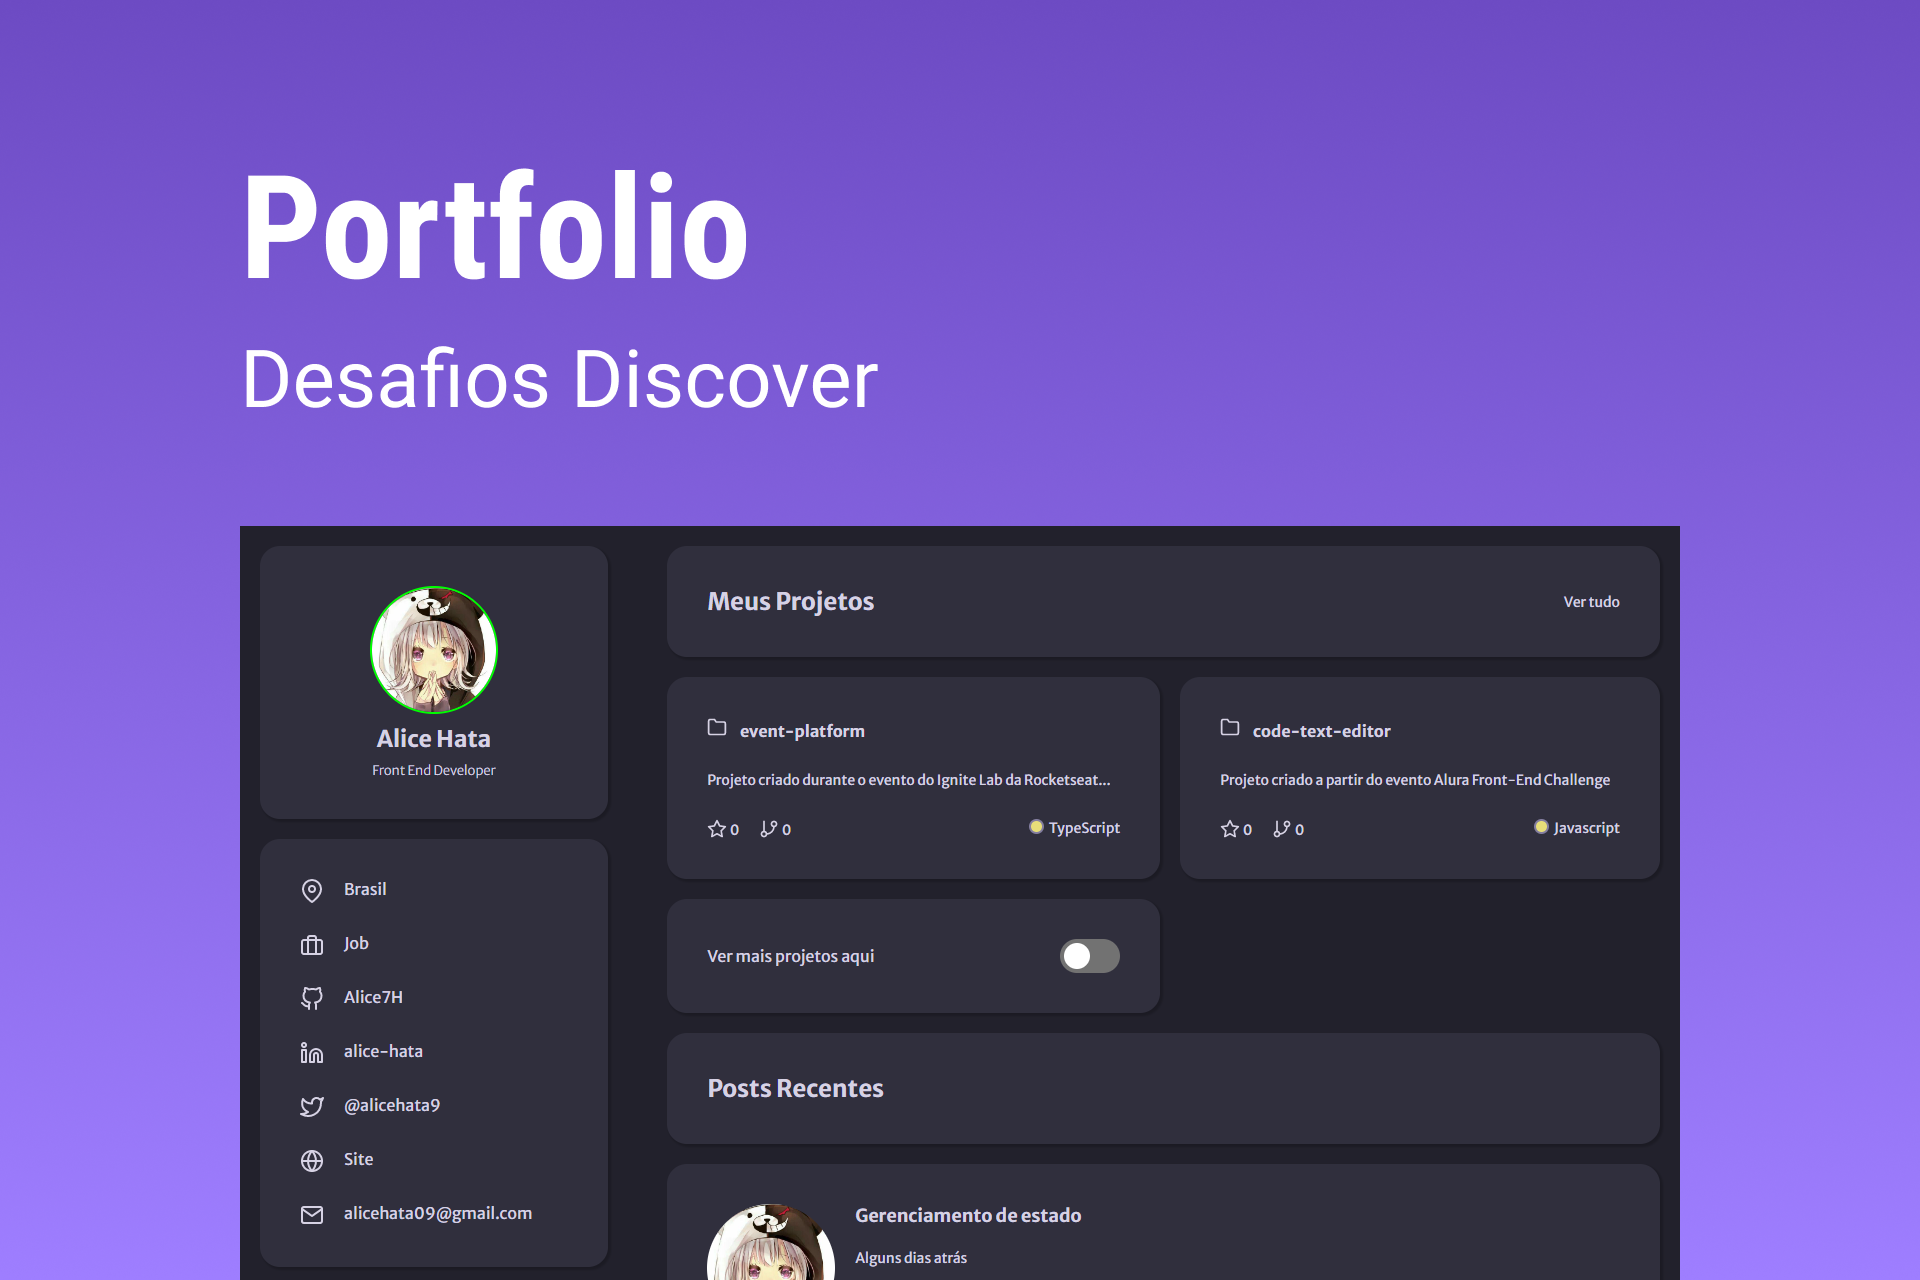 Portfolio
Desafios Discover
Alice Hata
Front End Developer
Brasil
Job
Alice7H
alice-hata
@alicehata9
Site
alicehata09@gmail.com
Meus Projetos
Ver tudo
event-platform
Projeto criado durante o evento do Ignite Lab da Rocketseat...
0 0 TypeScript
code-text-editor
Projeto criado a partir do evento Alura Front-End Challenge
0 0 Javascript
Ver mais projetos aqui
Posts Recentes
Gerenciamento de estado
Alguns dias atrás